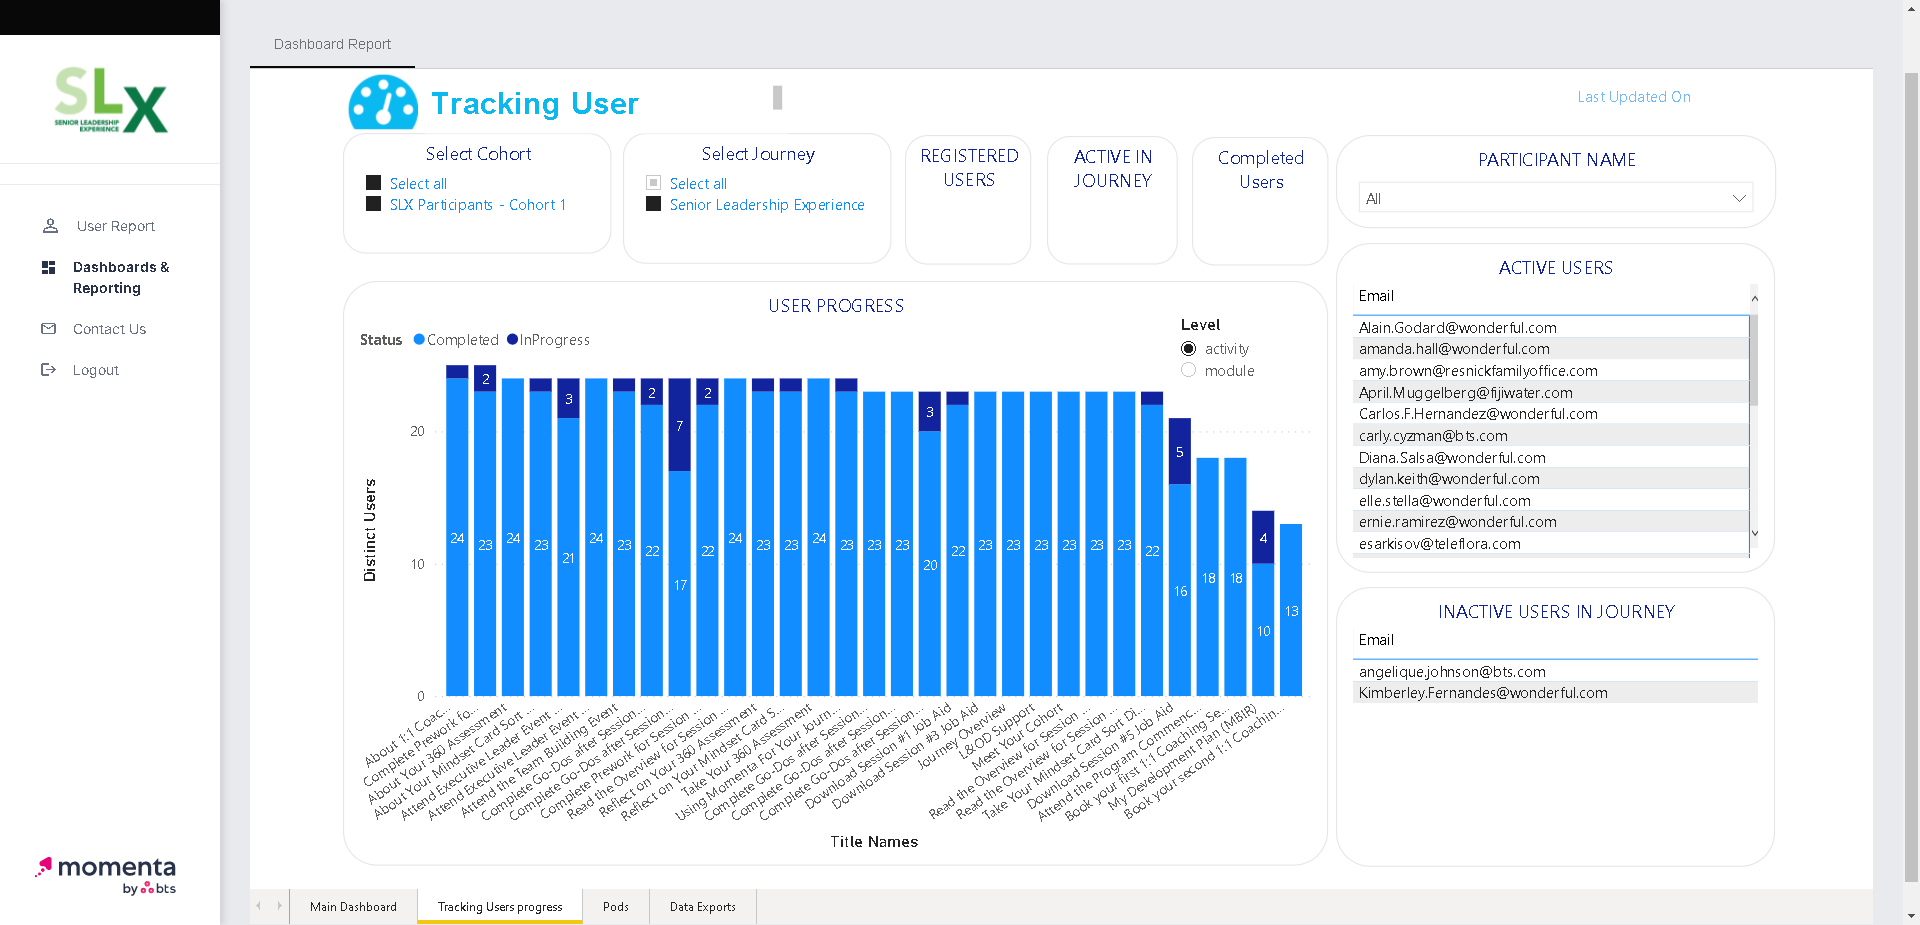 Dashboard Report
SLX
SENIOR LEADERSHIP
EXPERIENCE
User Report
Dashboards &
Reporting
Contact Us
Logout
momenta
by bts
Tracking User
Last Updated On
Select Cohort
Select all
SLX Participants - Cohort 1
Select Journey
Select all
Senior Leadership Experience
REGISTERED
USERS
ACTIVE IN
JOURNEY
Completed
Users
PARTICIPANT NAME
All
USER PROGRESS
Status Completed InProgress
Level
activity
module
Distinct Users
20
10
0
2
3
2
7
2
3
5
4
24
23
24
23
21
24
23
22
17
22
24
23
23
24
23
23
23
20
22
23
23
23
23
23
23
22
16
18
18
10
13
About 1:1 Coac...
Complete Prework fo...
About Your 360 Assessment
About Your Mindset Card Sort ...
Attend Executive Leader Event ...
Attend Executive Leader Event ...
Attend the Team Building Event
Complete Go-Dos after Session...
Complete Go-Dos after Session...
Complete Prework for Session ...
Read the Overview for Session ...
Reflect on Your 360 Assessment
Reflect on Your Mindset Card S...
Take Your 360 Assessment
Using Momenta For Your Journ...
Complete Go-Dos after Session...
Complete Go-Dos after Session...
Complete Go-Dos after Session...
Download Session #1 Job Aid
Download Session #3 Job Aid
Journey Overview
L&OD Support
Meet Your Cohort
Read the Overview for Session ...
Read the Overview for Session ...
Take Your Mindset Card Sort Di...
Download Session #5 Job Aid
Attend the Program Commenc...
Book your first 1:1 Coaching Se...
My Development Plan (MBIR)
Book your second 1:1 Coachin...
Title Names
ACTIVE USERS
Email
Alain.Godard@wonderful.com
amanda.hall@wonderful.com
amy.brown@resnickfamilyoffice.com
April.Muggelberg@fijiwater.com
Carlos.F.Hernandez@wonderful.com
carly.cyzman@bts.com
Diana.Salsa@wonderful.com
dylan.keith@wonderful.com
elle.stella@wonderful.com
ernie.ramirez@wonderful.com
esarkisov@teleflora.com
INACTIVE USERS IN JOURNEY
Email
angelique.johnson@bts.com
Kimberley.Fernandes@wonderful.com
Main Dashboard
Tracking Users progress
Pods
Data Exports